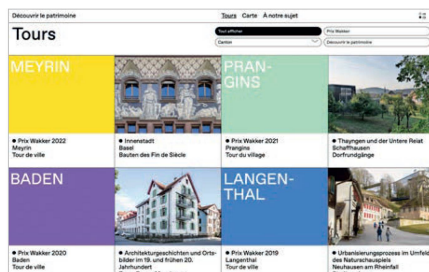 Découvrir le patrimoine
Tours Carte À notre sujet
Tours
Tout afficher
Prix Wakker
Canton
Découvrir le patrimoine
MEYRIN
PRAN-
GINS
Prix Wakker 2022
Meyrin
Tour de ville
Innenstadt
Basel
Bauten des Fin de Siècle
Prix Wakker 2021
Prangins
Tour du village
Thayngen und der Untere Reiat
Schaffhausen
Dorfrundgänge
BADEN
LANGEN-
THAL
Prix Wakker 2020
Baden
Tour de ville
Architekturgeschichten und Orts-
bilder im 19. und frühen 20.
Jahrhundert
Prix Wakker 2019
Langenthal
Tour de ville
Urbanisierungsprozesse im Umfeld
des Naturschauspiels
Neuhausen am Rheinfall